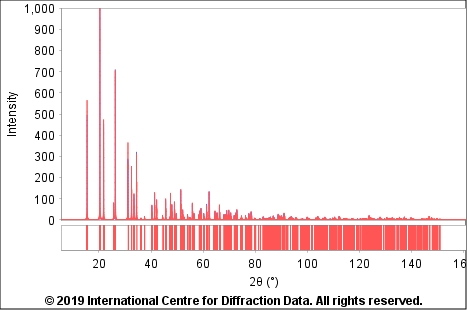 1,000
900
800
700
600
500
400
300
200
100
0
Intensity
20 40 60 80 100 120 140 16
2θ (°)
© 2019 International Centre for Diffraction Data. All rights reserved.